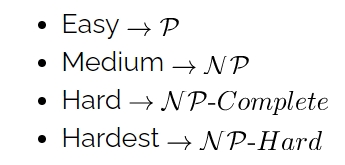 • Easy → 𝒫
• Medium → 𝒩𝒫
• Hard → 𝒩𝒫-Complete
• Hardest → 𝒩𝒫-Hard